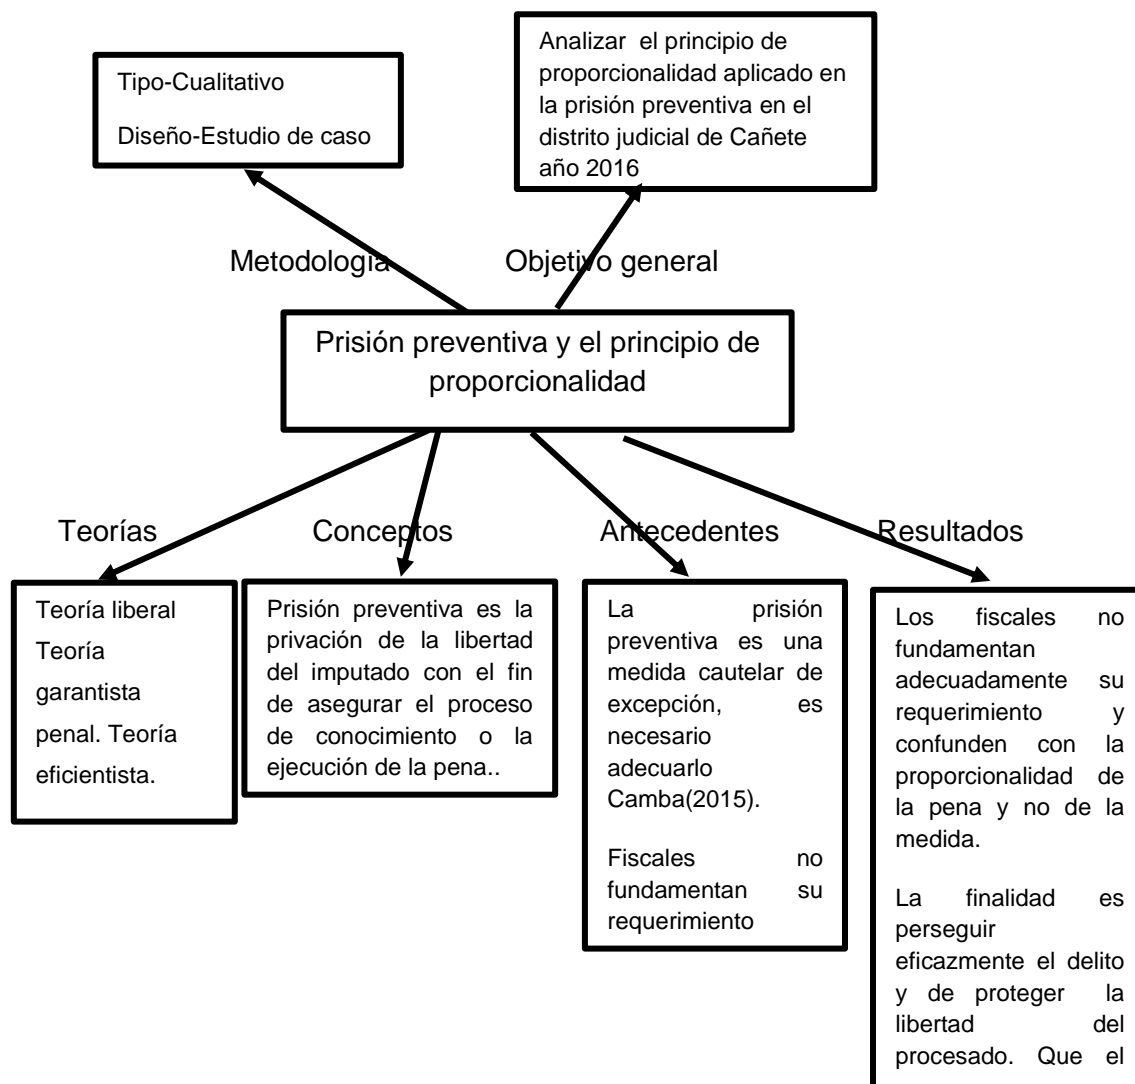 Tipo-Cualitativo
Diseño-Estudio de caso
Analizar el principio de
proporcionalidad aplicado en
la prisión preventiva en el
distrito judicial de Cañete
año 2016
Metodología
Objetivo general
Prisión preventiva y el principio de
proporcionalidad
Teorías
Conceptos
Antecedentes
Resultados
Teoría liberal
Teoría
garantista
penal. Teoría
eficientista.
Prisión preventiva es la
privación de la libertad
del imputado con el fin
de asegurar el proceso
de conocimiento o la
ejecución de la pena..
La prisión
preventiva es una
medida cautelar de
excepción, es
necesario
adecuarlo
Camba(2015).
Fiscales no
fundamentan su
requerimiento
Los fiscales no
fundamentan
adecuadamente su
requerimiento y
confunden con la
proporcionalidad de
la pena y no de la
medida.
La finalidad es
perseguir
eficazmente el delito
y de proteger la
libertad del
procesado. Que el